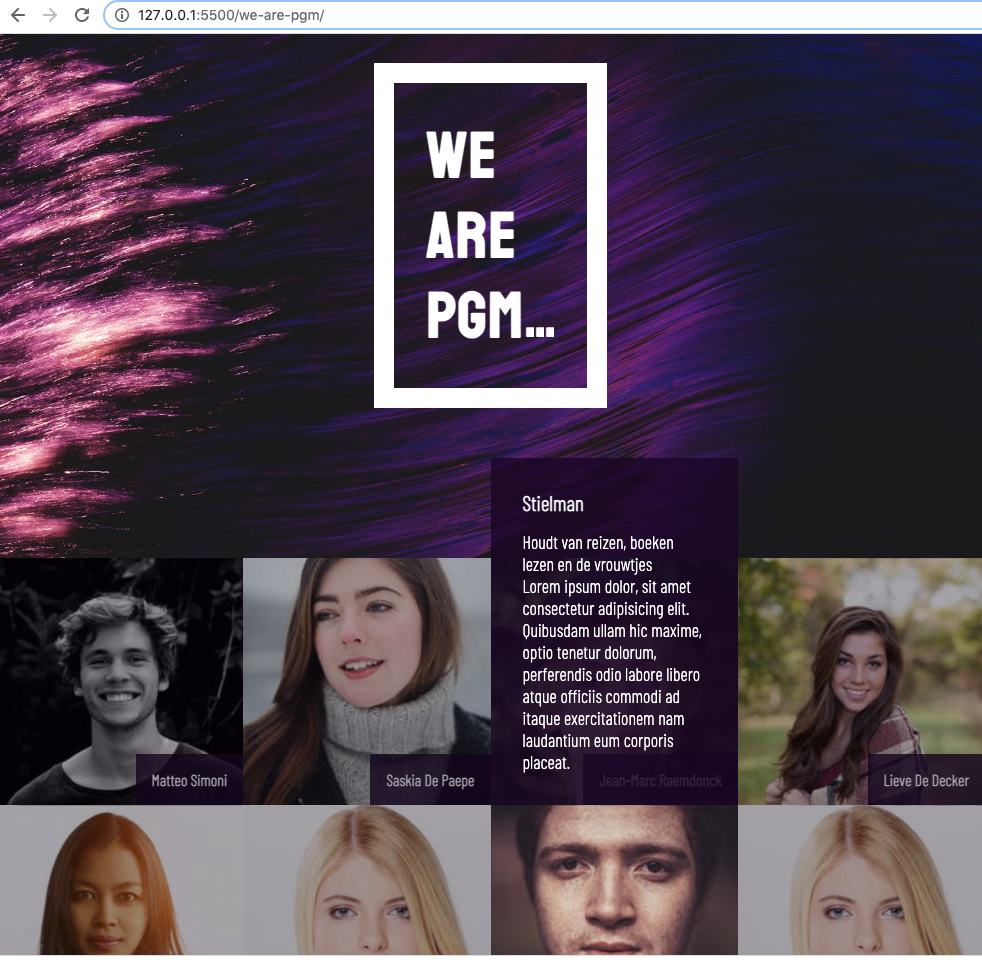 127.0.0.1:5500/we-are-pgm/
WE
ARE
PGM...
Stielman
Houdt van reizen, boeken
lezen en de vrouwtjes
Lorem ipsum dolor, sit amet
consectetur adipisicing elit.
Quibusdam ullam hic maxime,
optio tenetur dolorum,
perferendis odio labore libero
atque officiis commodi ad
itaque exercitationem nam
laudantium eum corporis
placeat.
Matteo Simoni
Saskia De Paepe
Jean-Marc Raemdonck
Lieve De Decker